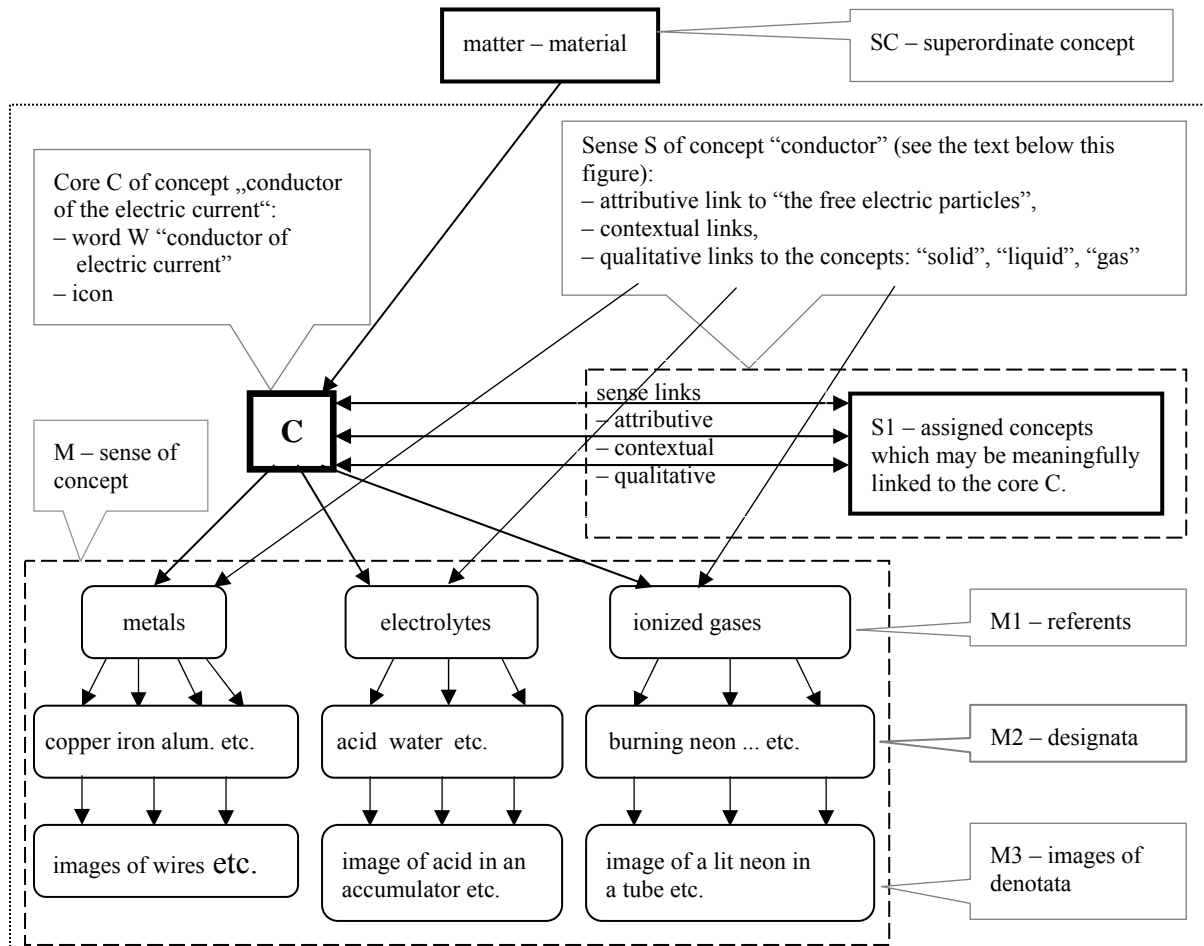 matter – material
SC – superordinate concept
Core C of concept „conductor
of the electric current“:
– word W “conductor of
electric current”
– icon
Sense S of concept “conductor” (see the text below this
figure):
– attributive link to “the free electric particles”,
– contextual links,
– qualitative links to the concepts: “solid”, “liquid”, “gas”
C
sense links
– attributive
– contextual
– qualitative
S1 – assigned concepts
which may be meaningfully
linked to the core C.
M – sense of
concept
metals
electrolytes
ionized gases
M1 – referents
copper iron alum. etc.
acid water etc.
burning neon ... etc.
M2 – designata
images of wires etc.
image of acid in an
accumulator etc.
image of a lit neon in
a tube etc.
M3 – images of
denotata